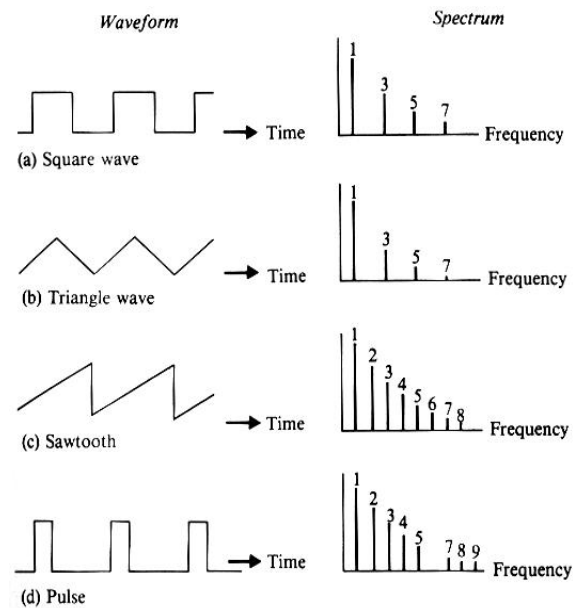 Waveform Spectrum
1 3 5 7
Time Frequency
(a) Square wave
1 3 5 7
Time Frequency
(b) Triangle wave
1 2 3 4 5 6 7 8
Time Frequency
(c) Sawtooth
1 2 3 4 5 7 8 9
Time Frequency
(d) Pulse